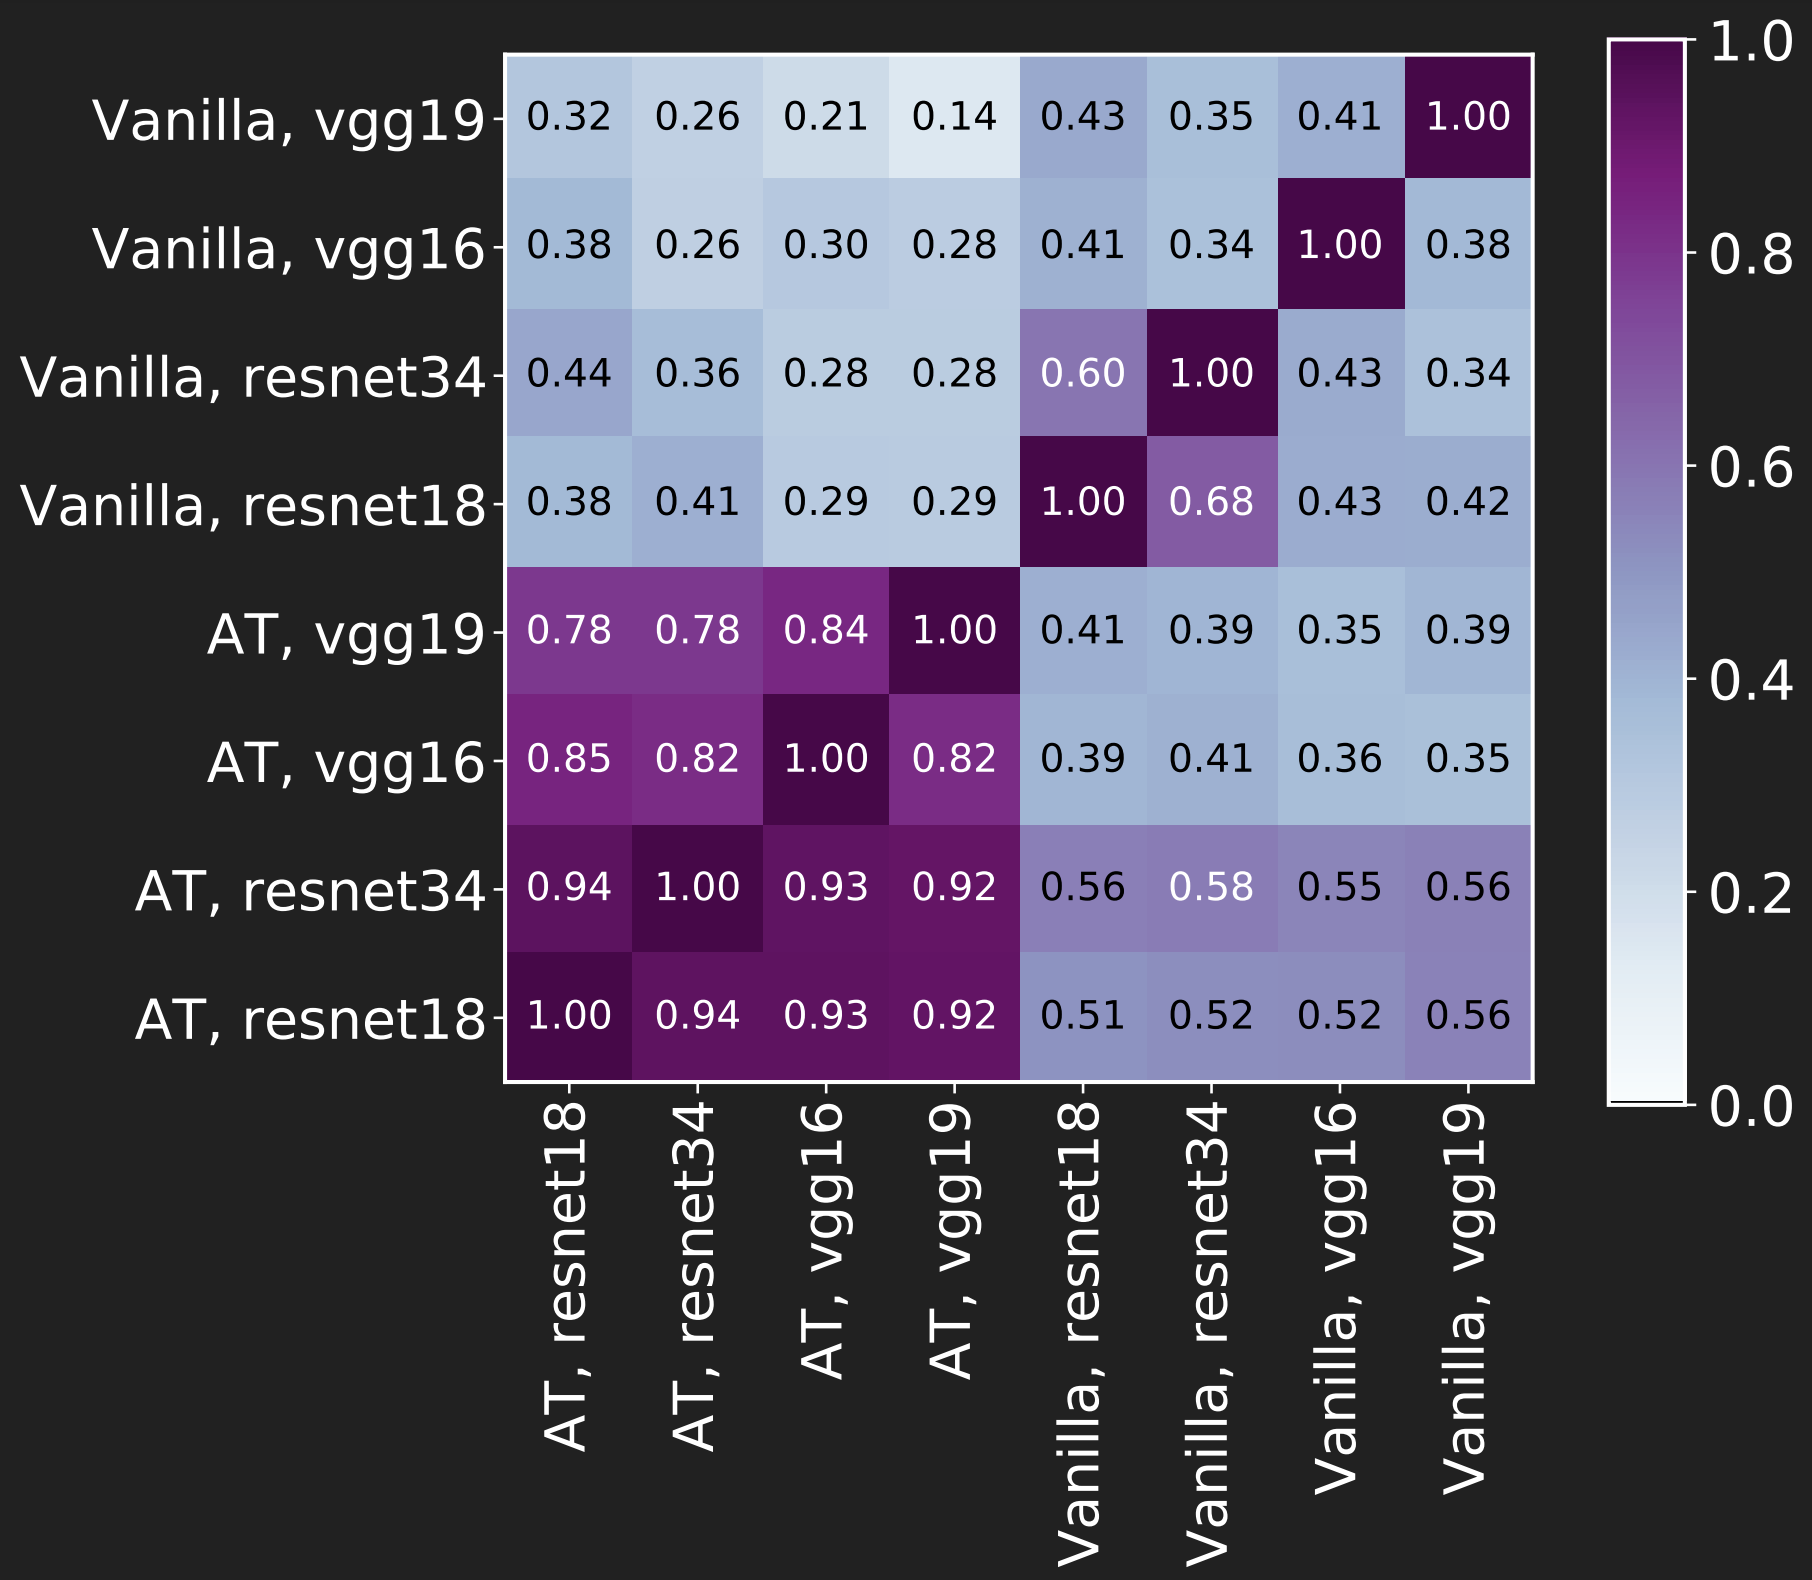 Vanilla, vgg19 0.32 0.26 0.21 0.14 0.43 0.35 0.41 1.00
Vanilla, vgg16 0.38 0.26 0.30 0.28 0.41 0.34 1.00 0.38
Vanilla, resnet34 0.44 0.36 0.28 0.28 0.60 1.00 0.43 0.34
Vanilla, resnet18 0.38 0.41 0.29 0.29 1.00 0.68 0.43 0.42
AT, vgg19 0.78 0.78 0.84 1.00 0.41 0.39 0.35 0.39
AT, vgg16 0.85 0.82 1.00 0.82 0.39 0.41 0.36 0.35
AT, resnet34 0.94 1.00 0.93 0.92 0.56 0.58 0.55 0.56
AT, resnet18 1.00 0.94 0.93 0.92 0.51 0.52 0.52 0.56
AT, resnet18
AT, resnet34
AT, vgg16
AT, vgg19
Vanilla, resnet18
Vanilla, resnet34
Vanilla, vgg16
Vanilla, vgg19
1.0
0.8
0.6
0.4
0.2
0.0